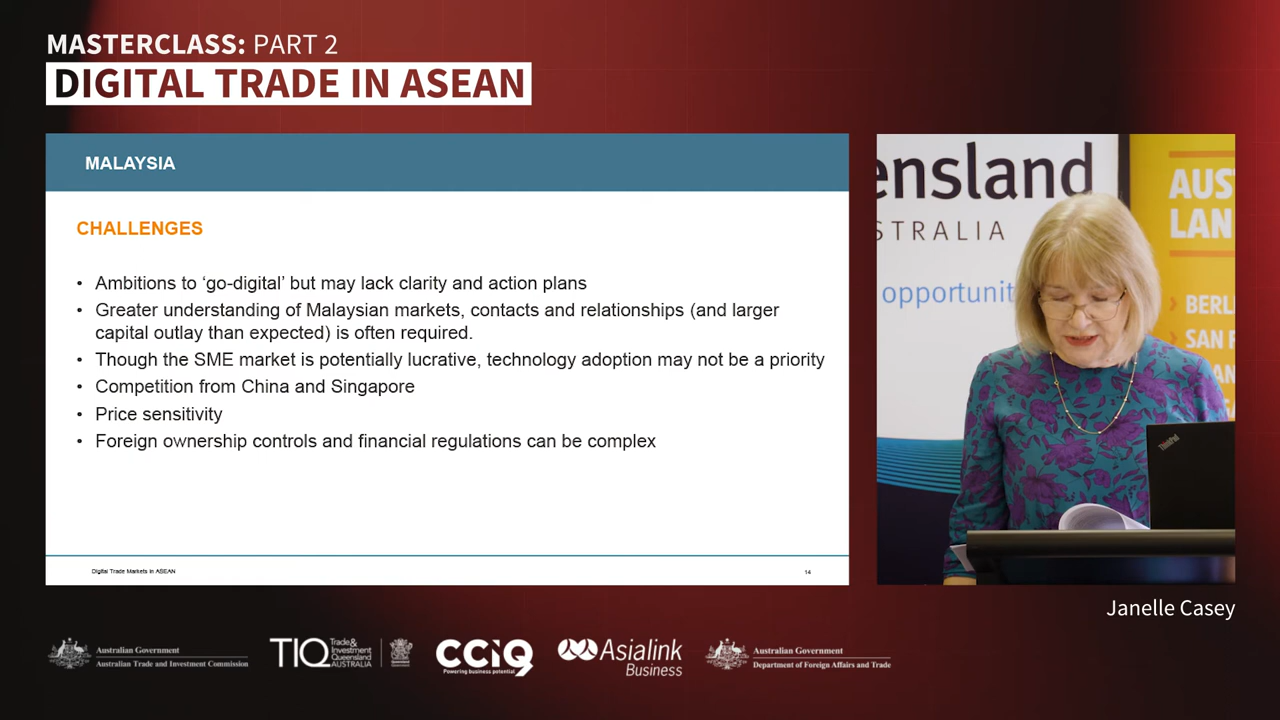 MASTERCLASS: PART 2
DIGITAL TRADE IN ASEAN
MALAYSIA
CHALLENGES
• Ambitions to ‘go-digital’ but may lack clarity and action plans
• Greater understanding of Malaysian markets, contacts and relationships (and larger
capital outlay than expected) is often required.
• Though the SME market is potentially lucrative, technology adoption may not be a priority
• Competition from China and Singapore
• Price sensitivity
• Foreign ownership controls and financial regulations can be complex
Digital Trade Markets in ASEAN
14
ensland
STRALIA
opportunit
AUS
LAN
BERL
SAN F
ThinkPad
Janelle Casey
Australian Government
Australian Trade and Investment Commission
TIQ
Trade&
Investment
Queensland
AUSTRALIA
CCIQ
Powering business potential
Asialink
Business
Australian Government
Department of Foreign Affairs and Trade